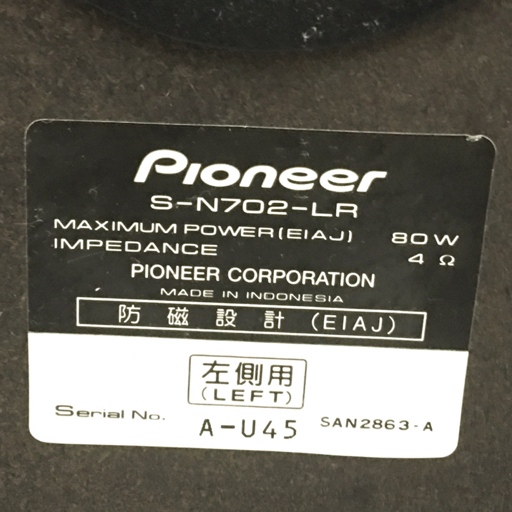 Pioneer
S-N702-LR
MAXIMUM POWER(EIAJ) 80W
IMPEDANCE 4 Ω
PIONEER CORPORATION
MADE IN INDONESIA
防磁設計(EIAJ)
左側用
(LEFT)
Serial No. A-U45 SAN2863-A